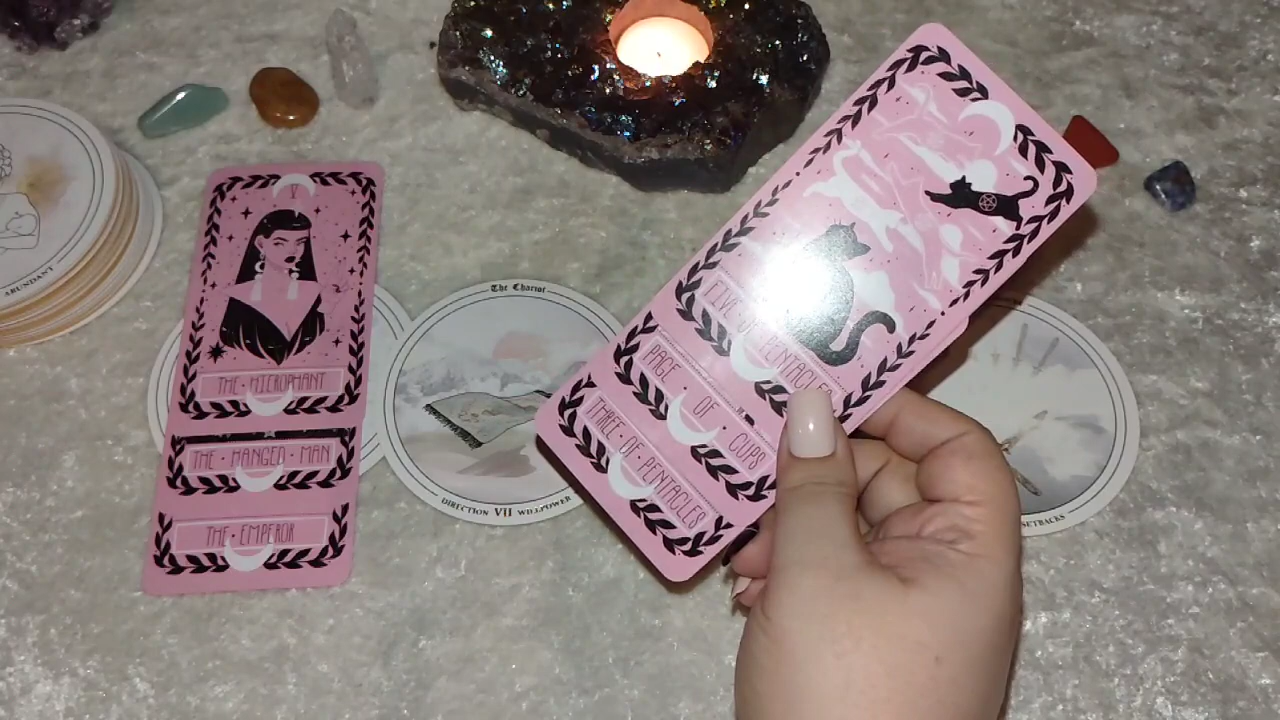 ABUNDANT
V
THE · HIEROPHANT
THE · HANGED · MAN
THE · EMPEROR
The Chariot
DIRECTION VII WILLPOWER
FIVE OF PENTACLES
PAGE · OF · CUPS
THREE · OF · PENTACLES
SETBACKS